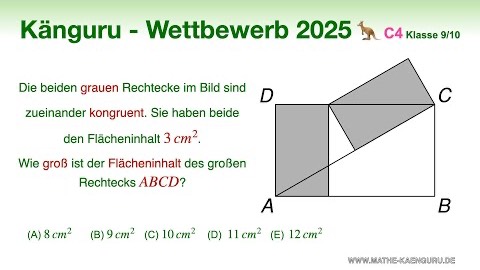 Känguru - Wettbewerb 2025 C4 Klasse 9/10
Die beiden grauen Rechtecke im Bild sind
zueinander kongruent. Sie haben beide
den Flächeninhalt 3 cm².
Wie groß ist der Flächeninhalt des großen
Rechtecks ABCD?
D C
A B
(A) 8 cm² (B) 9 cm² (C) 10 cm² (D) 11 cm² (E) 12 cm²
WWW.MATHE-KAENGURU.DE